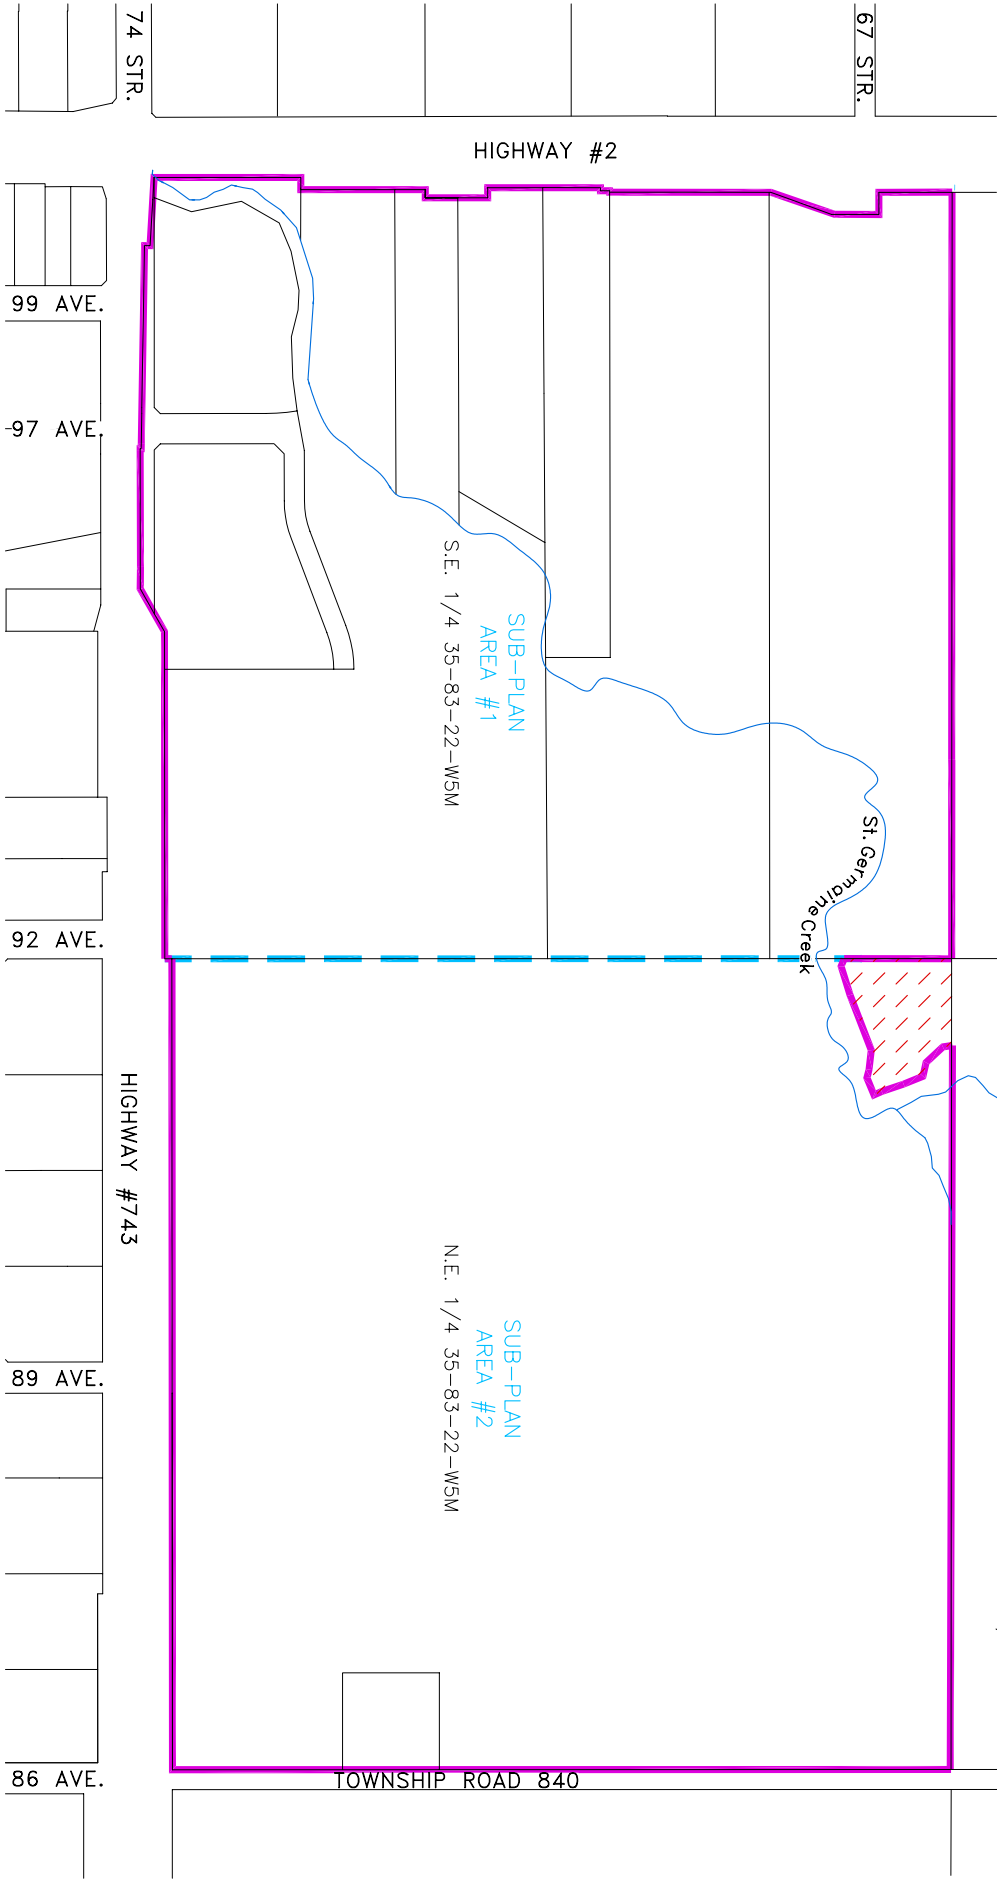 74 STR.
67 STR.
HIGHWAY #2
99 AVE.
97 AVE.
SUB-PLAN
AREA #1
S.E. 1/4 35-83-22-W5M
St. Germaine Creek
92 AVE.
HIGHWAY #743
SUB-PLAN
AREA #2
N.E. 1/4 35-83-22-W5M
89 AVE.
86 AVE.
TOWNSHIP ROAD 840